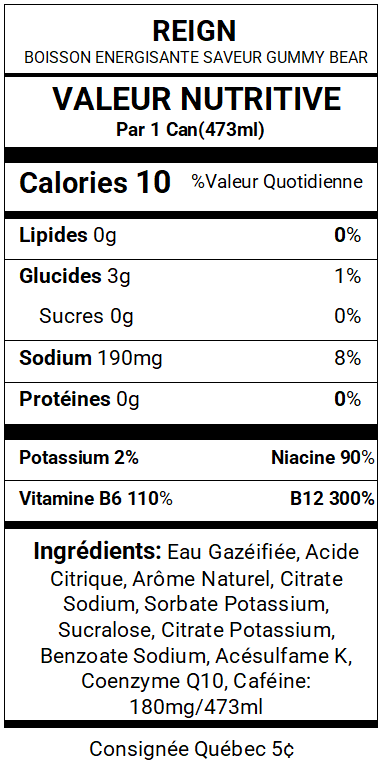 REIGN
BOISSON ENERGISANTE SAVEUR GUMMY BEAR
VALEUR NUTRITIVE
Par 1 Can(473ml)
Calories 10 %Valeur Quotidienne
Lipides 0g 0%
Glucides 3g 1%
Sucres 0g 0%
Sodium 190mg 8%
Protéines 0g 0%
Potassium 2% Niacine 90%
Vitamine B6 110% B12 300%
Ingrédients: Eau Gazéifiée, Acide
Citrique, Arôme Naturel, Citrate
Sodium, Sorbate Potassium,
Sucralose, Citrate Potassium,
Benzoate Sodium, Acésulfame K,
Coenzyme Q10, Caféine:
180mg/473ml
Consignée Québec 5¢